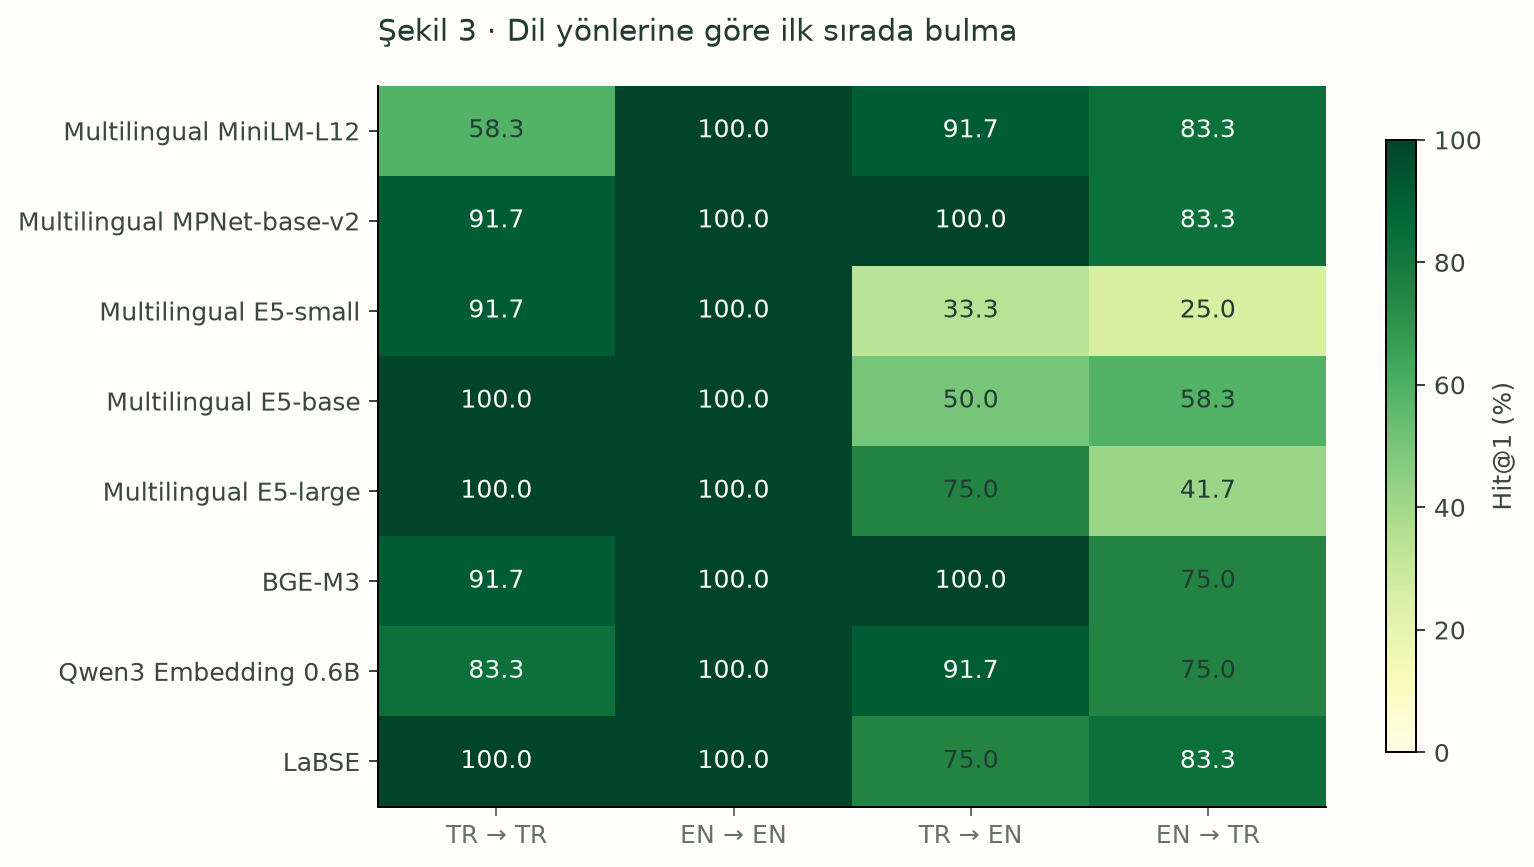 Şekil 3 · Dil yönlerine göre ilk sırada bulma
Multilingual MiniLM-L12 58.3 100.0 91.7 83.3
Multilingual MPNet-base-v2 91.7 100.0 100.0 83.3
Multilingual E5-small 91.7 100.0 33.3 25.0
Multilingual E5-base 100.0 100.0 50.0 58.3
Multilingual E5-large 100.0 100.0 75.0 41.7
BGE-M3 91.7 100.0 100.0 75.0
Qwen3 Embedding 0.6B 83.3 100.0 91.7 75.0
LaBSE 100.0 100.0 75.0 83.3
TR → TR EN → EN TR → EN EN → TR
100
80
60
40
20
0
Hit@1 (%)